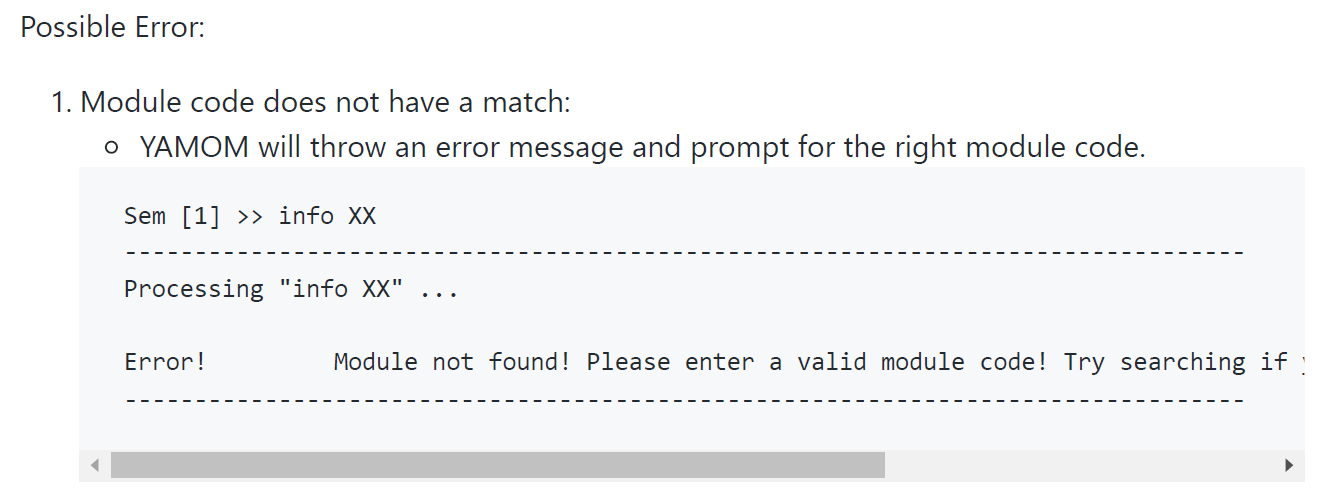 Possible Error:
1. Module code does not have a match:
YAMOM will throw an error message and prompt for the right module code.
Sem [1] >> info XX
--------------------------------------------------------------------------------
Processing "info XX" ...
Error! Module not found! Please enter a valid module code! Try searching if
--------------------------------------------------------------------------------